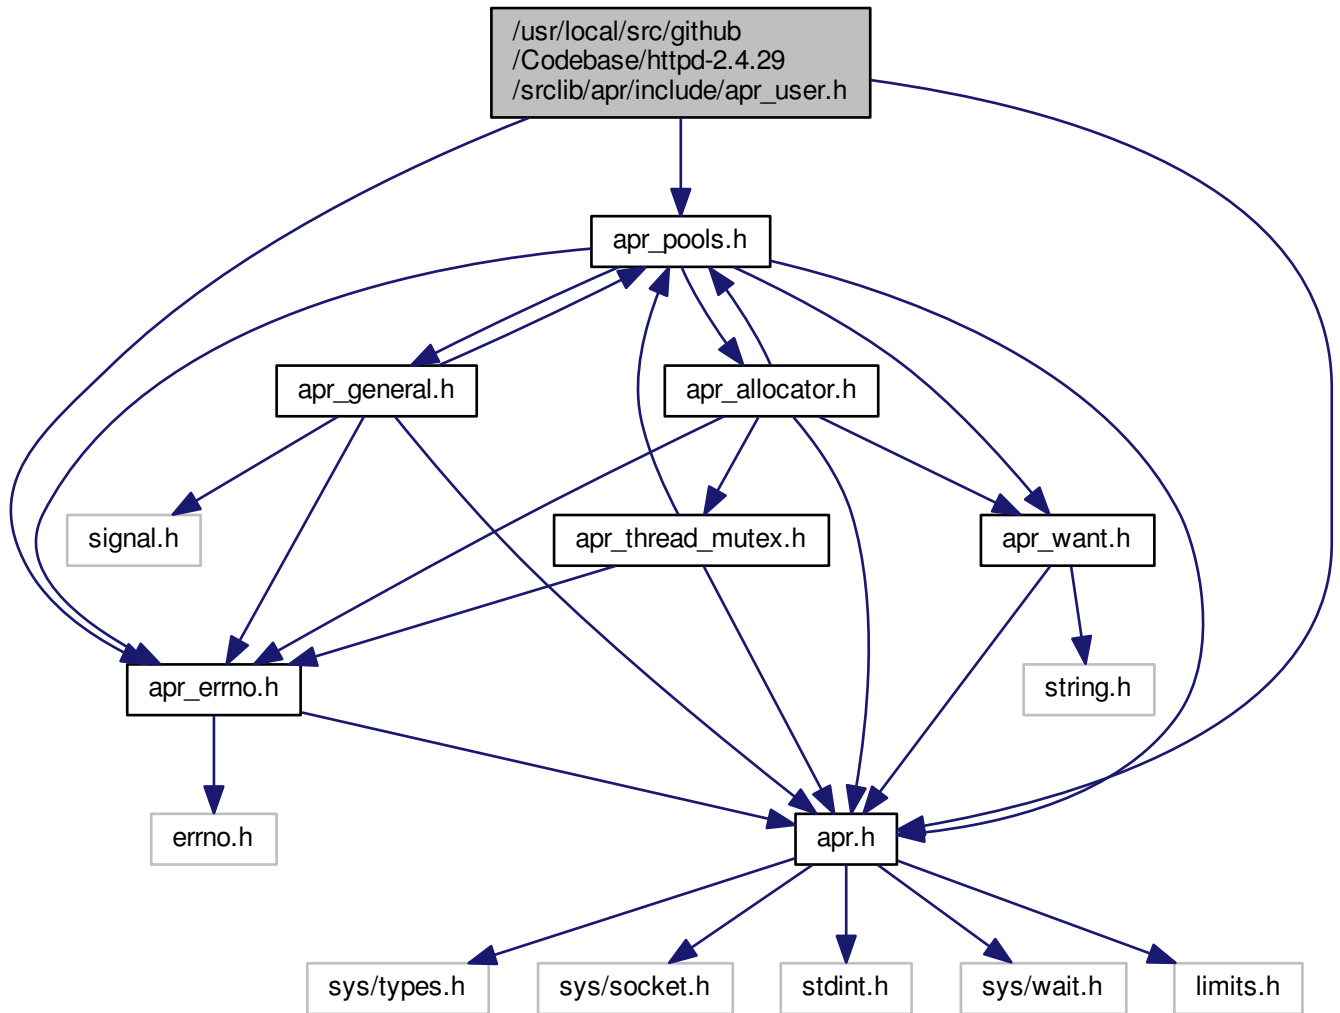 /usr/local/src/github
/Codebase/httpd-2.4.29
/srclib/apr/include/apr_user.h
apr_pools.h
apr_general.h
apr_allocator.h
signal.h
apr_thread_mutex.h
apr_want.h
apr_errno.h
string.h
errno.h
apr.h
sys/types.h
sys/socket.h
stdint.h
sys/wait.h
limits.h